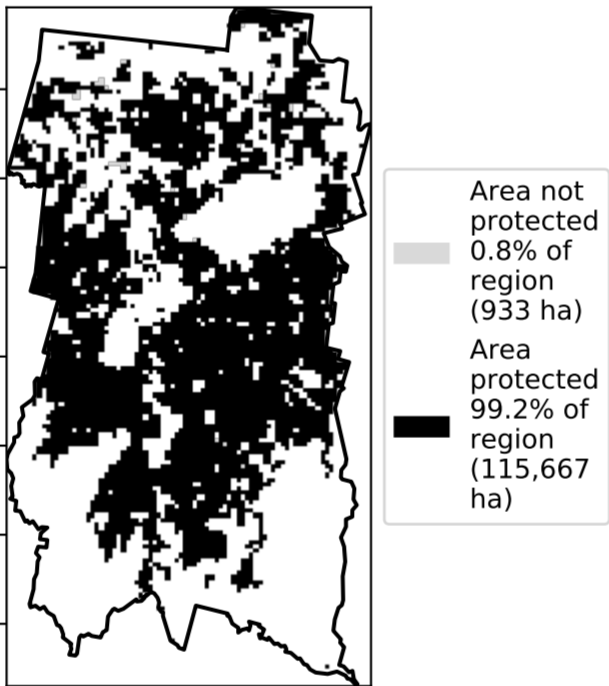 Area not
protected
0.8% of
region
(933 ha)
Area
protected
99.2% of
region
(115,667
ha)